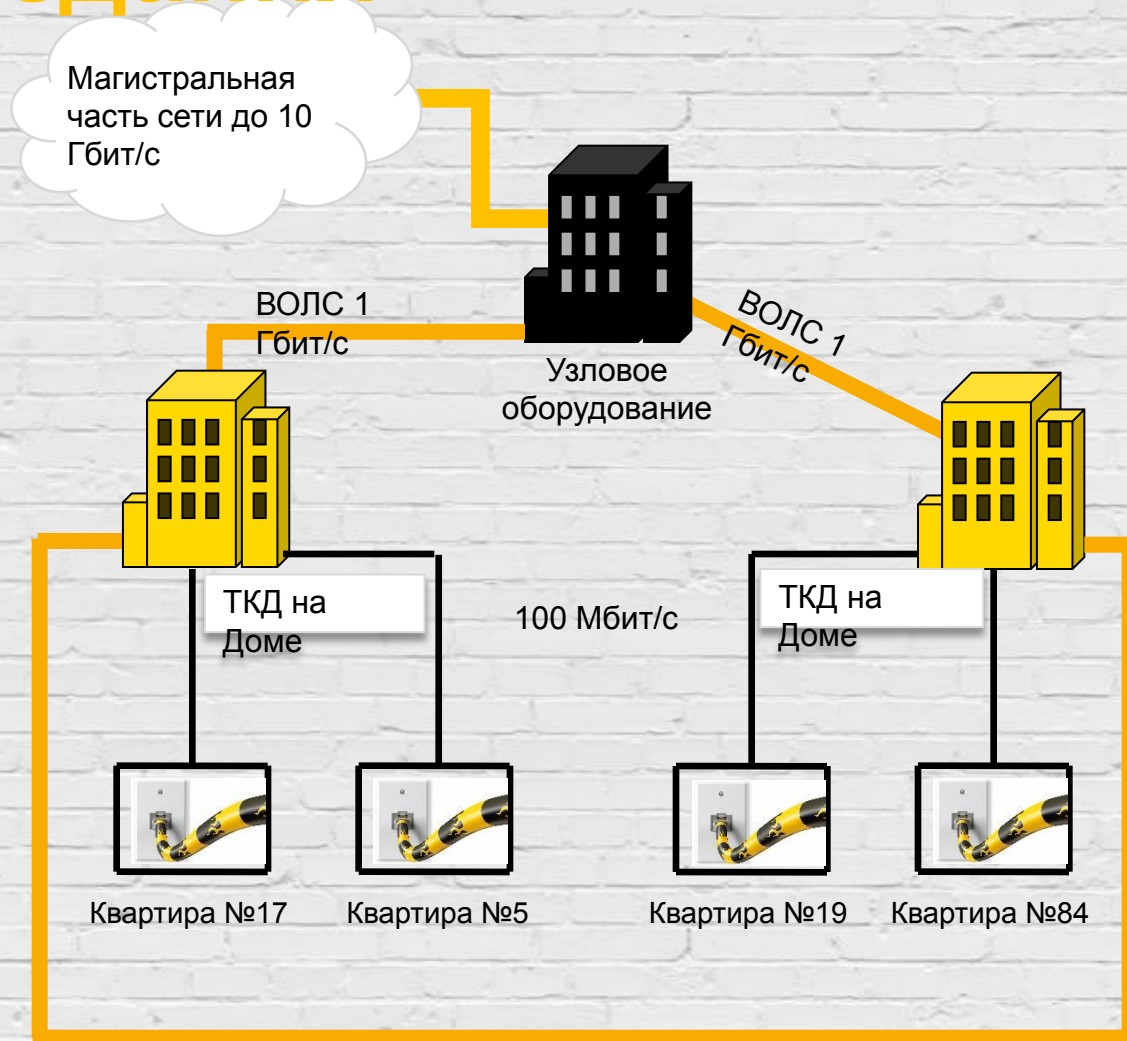 Магистральная
часть сети до 10
Гбит/с
ВОЛС 1
Гбит/с
ВОЛС 1
Гбит/с
Узловое
оборудование
ТКД на
Доме
100 Мбит/с
ТКД на
Доме
Квартира №17
Квартира №5
Квартира №19
Квартира №84